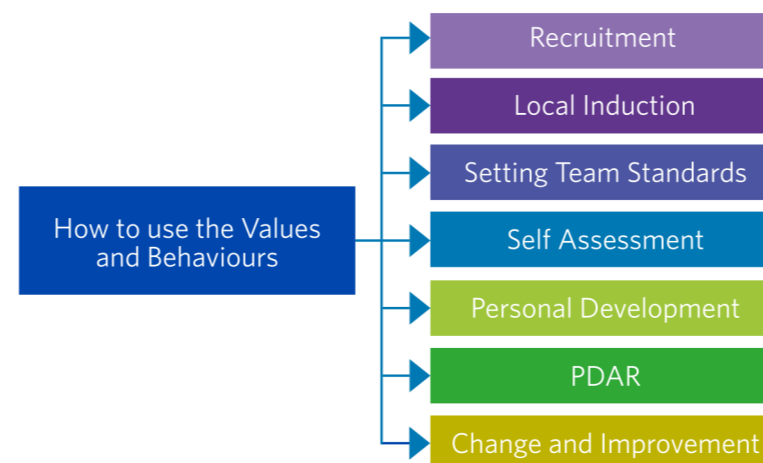 Recruitment
Local Induction
Setting Team Standards
How to use the Values
and Behaviours
Self Assessment
Personal Development
PDAR
Change and Improvement